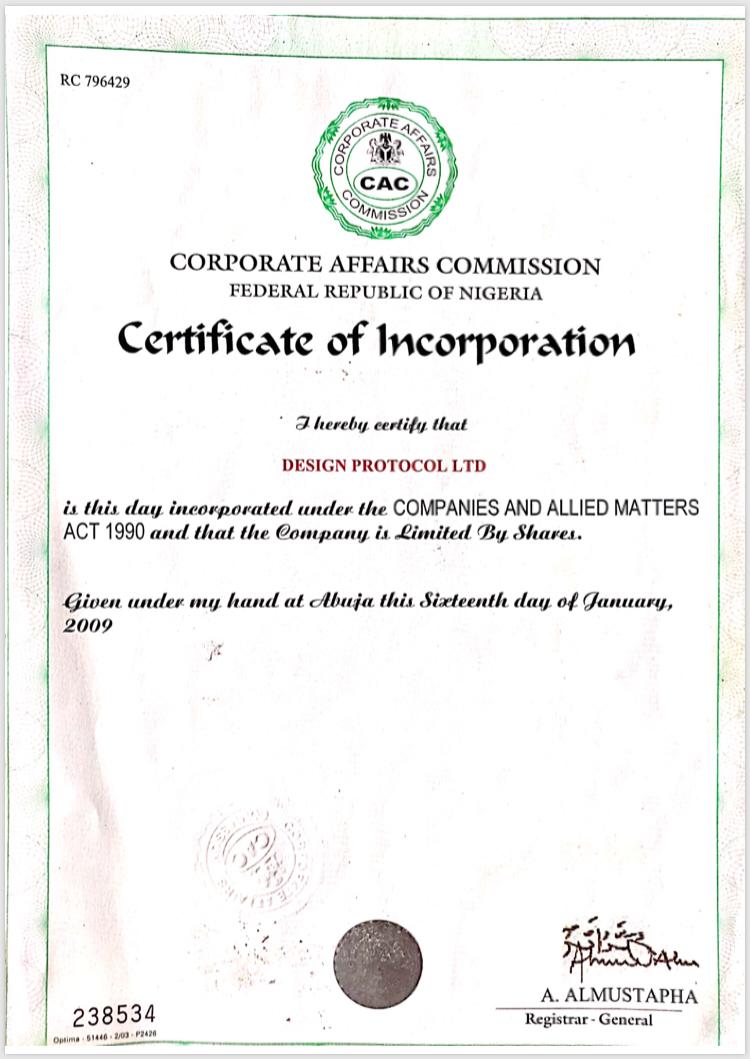 RC 796429
CORPORATE AFFAIRS
CAC
COMMISSION
CORPORATE AFFAIRS COMMISSION
FEDERAL REPUBLIC OF NIGERIA
Certificate of Incorporation
I hereby certify that
DESIGN PROTOCOL LTD
is this day incorporated under the COMPANIES AND ALLIED MATTERS
ACT 1990 and that the Company is Limited By Shares.
Given under my hand at Abuja this Sixteenth day of January,
2009
A. ALMUSTAPHA
Registrar - General
238534
Optima - S1446 - 2/03 - P2426